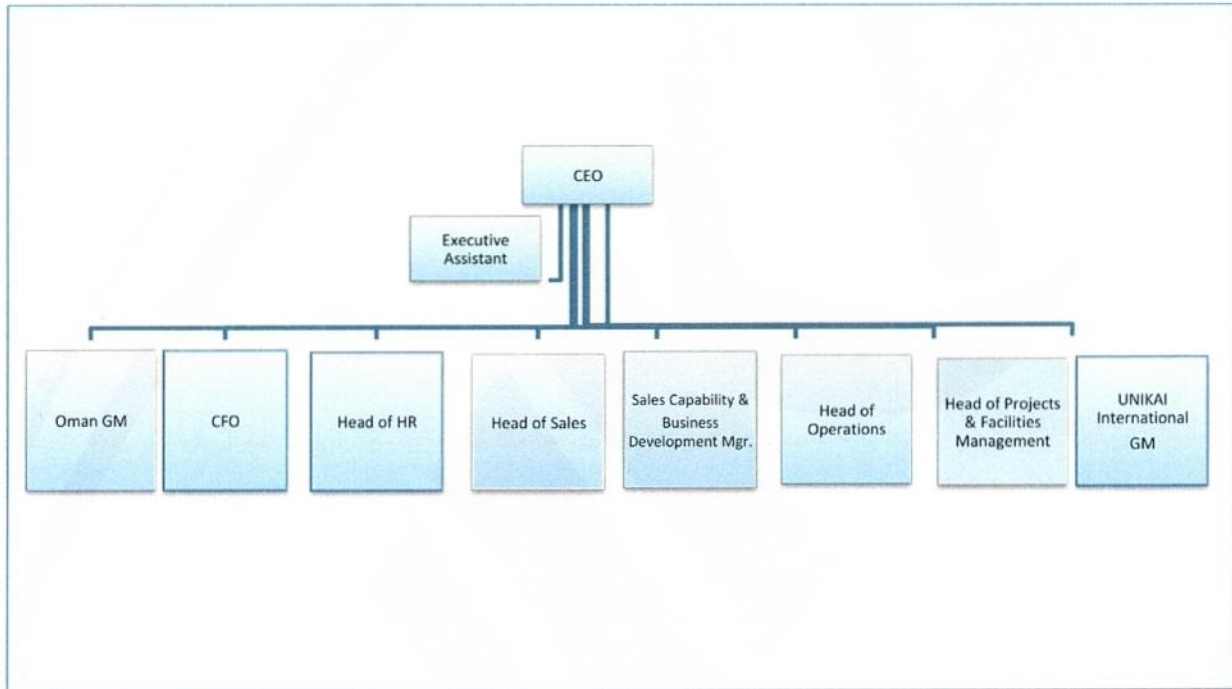 CEO
Executive
Assistant
Oman GM
CFO
Head of HR
Head of Sales
Sales Capability &
Business
Development Mgr.
Head of
Operations
Head of Projects
& Facilities
Management
UNIKAI
International
GM